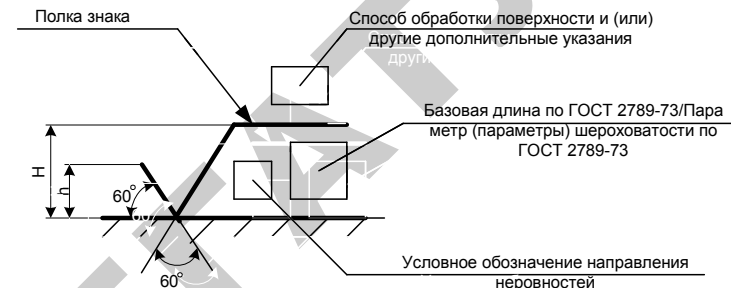 Полка знака
Способ обработки поверхности и (или)
другие дополнительные указания
Базовая длина по ГОСТ 2789-73/Пара
метр (параметры) шероховатости по
ГОСТ 2789-73
H
h
60°
60°
Условное обозначение направления
неровностей